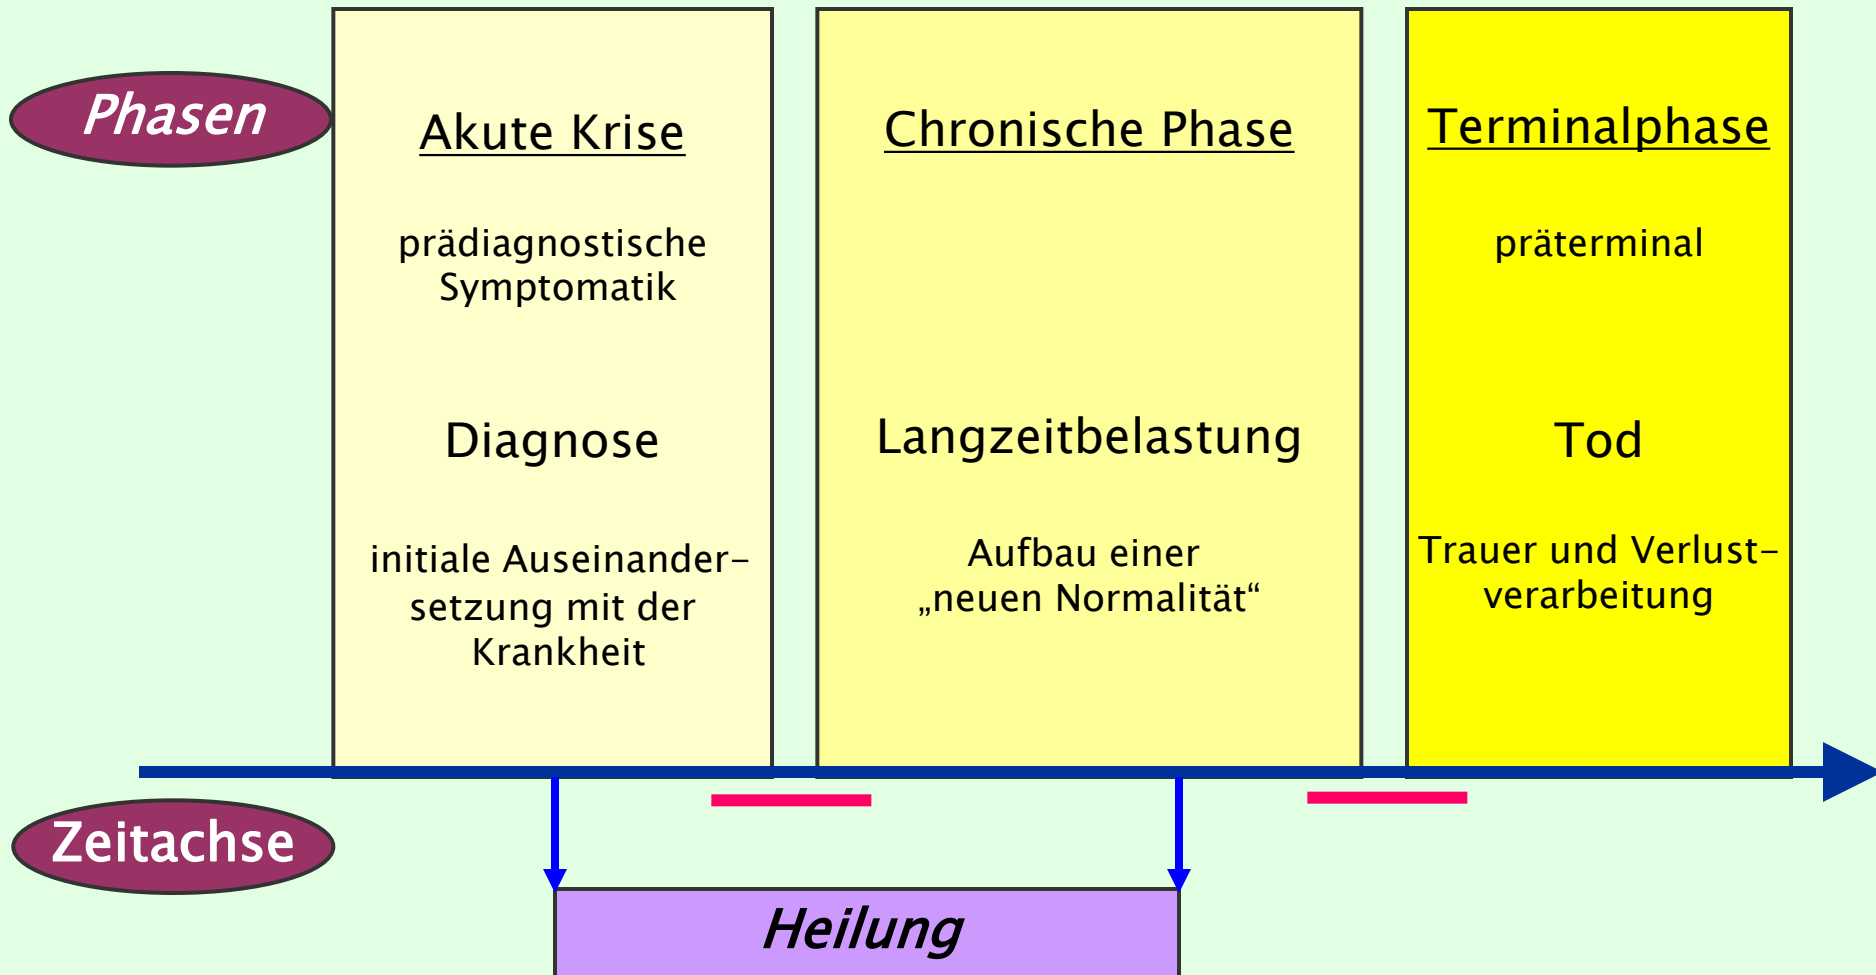 Phasen
Akute Krise
prädiagnostische
Symptomatik
Diagnose
initiale Auseinander-
setzung mit der
Krankheit
Chronische Phase
Langzeitbelastung
Aufbau einer
„neuen Normalität“
Terminalphase
präterminal
Tod
Trauer und Verlust-
verarbeitung
Zeitachse
Heilung